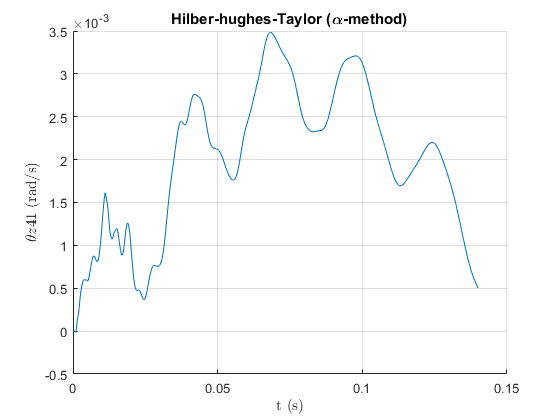 Hilber-hughes-Taylor (α-method)
×10⁻³
3.5
3
2.5
2
1.5
1
0.5
0
-0.5
θz41 (rad/s)
0 0.05 0.1 0.15
t (s)